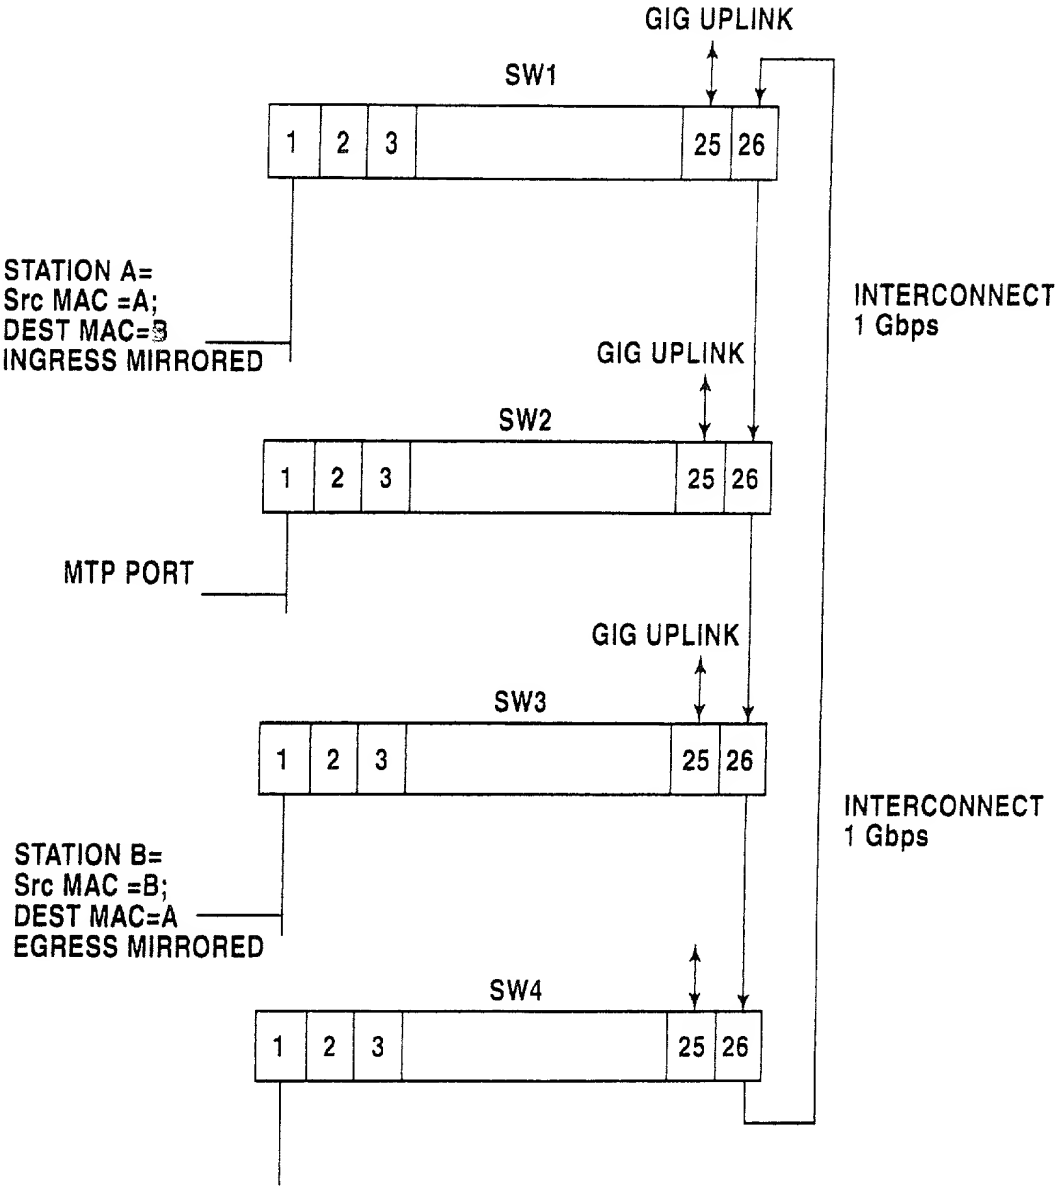 GIG UPLINK
SW1
1 2 3 25 26
STATION A=
Src MAC =A;
DEST MAC=B
INGRESS MIRRORED
INTERCONNECT
1 Gbps
GIG UPLINK
SW2
1 2 3 25 26
MTP PORT
GIG UPLINK
SW3
1 2 3 25 26
INTERCONNECT
1 Gbps
STATION B=
Src MAC =B;
DEST MAC=A
EGRESS MIRRORED
SW4
1 2 3 25 26